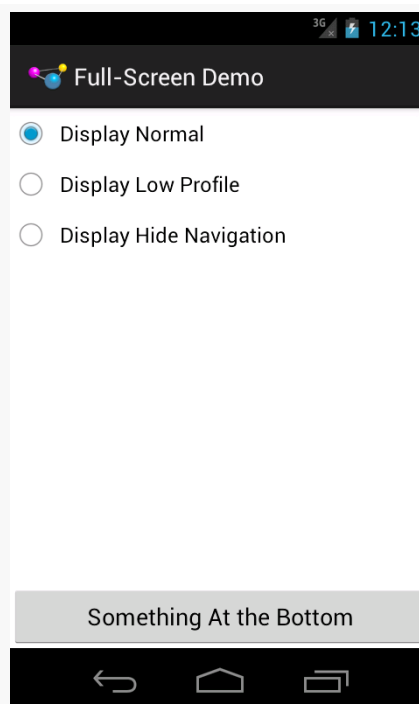 3G 12:13
Full-Screen Demo
Display Normal
Display Low Profile
Display Hide Navigation
Something At the Bottom